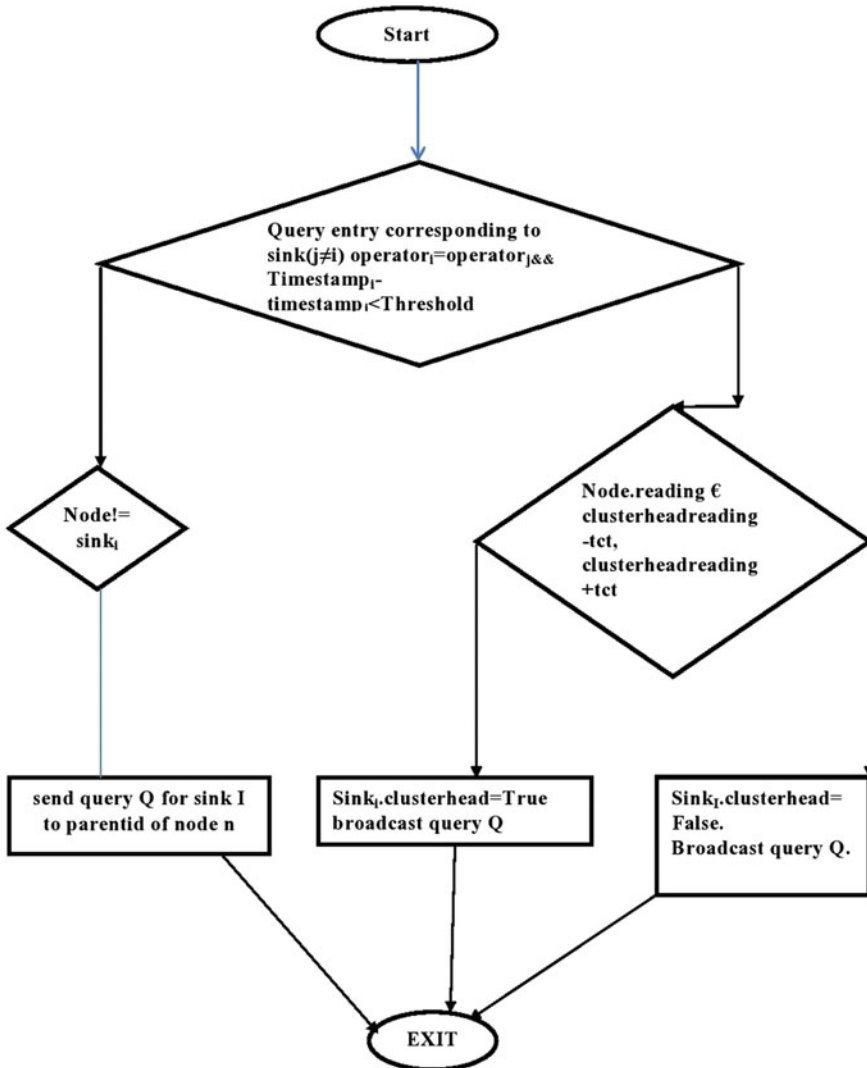 Start
Query entry corresponding to
sink(j≠i) operatorᵢ=operatorⱼ&&
Timestampᵢ-
timestampⱼ<Threshold
Node!=
sinkᵢ
Node.reading €
clusterheadreading
-tct,
clusterheadreading
+tct
send query Q for sink I
to parentid of node n
Sinkᵢ.clusterhead=True
broadcast query Q
Sink_I.clusterhead=
False.
Broadcast query Q.
EXIT